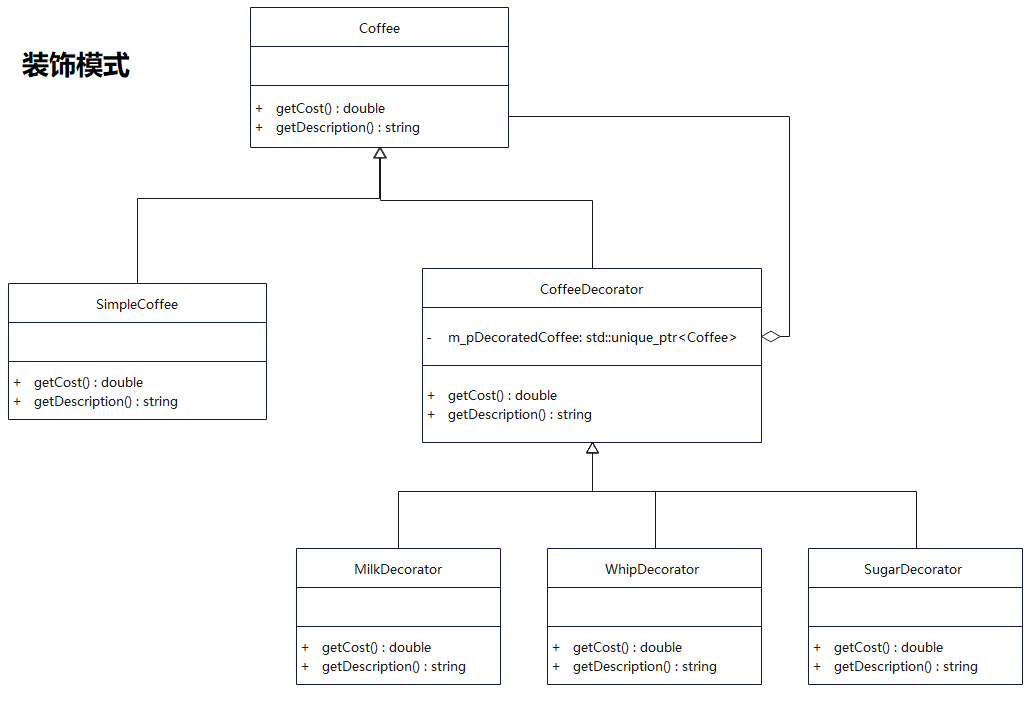 装饰模式
Coffee
+ getCost() : double
+ getDescription() : string
SimpleCoffee
+ getCost() : double
+ getDescription() : string
CoffeeDecorator
- m_pDecoratedCoffee: std::unique_ptr<Coffee>
+ getCost() : double
+ getDescription() : string
MilkDecorator
+ getCost() : double
+ getDescription() : string
WhipDecorator
+ getCost() : double
+ getDescription() : string
SugarDecorator
+ getCost() : double
+ getDescription() : string